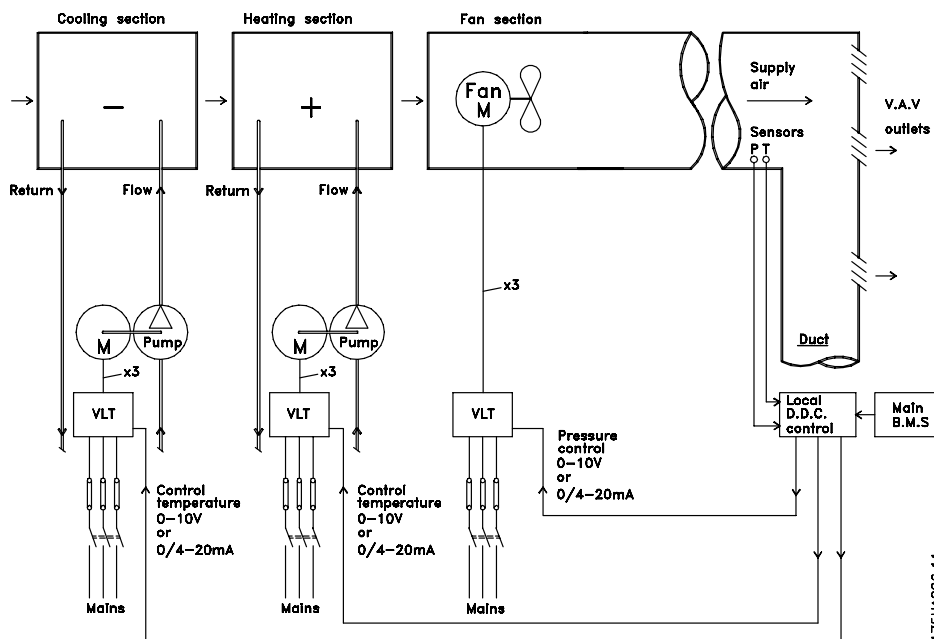 Cooling section
Heating section
Fan section
−
+
Fan
M
Supply
air
Sensors
P T
V.A.V
outlets
Return
Flow
Return
Flow
x3
M
Pump
M
Pump
Duct
x3
x3
VLT
VLT
VLT
Local
D.D.C.
control
Main
B.M.S
Pressure
control
0–10V
or
0/4–20mA
Control
temperature
0–10V
or
0/4–20mA
Control
temperature
0–10V
or
0/4–20mA
Mains
Mains
Mains